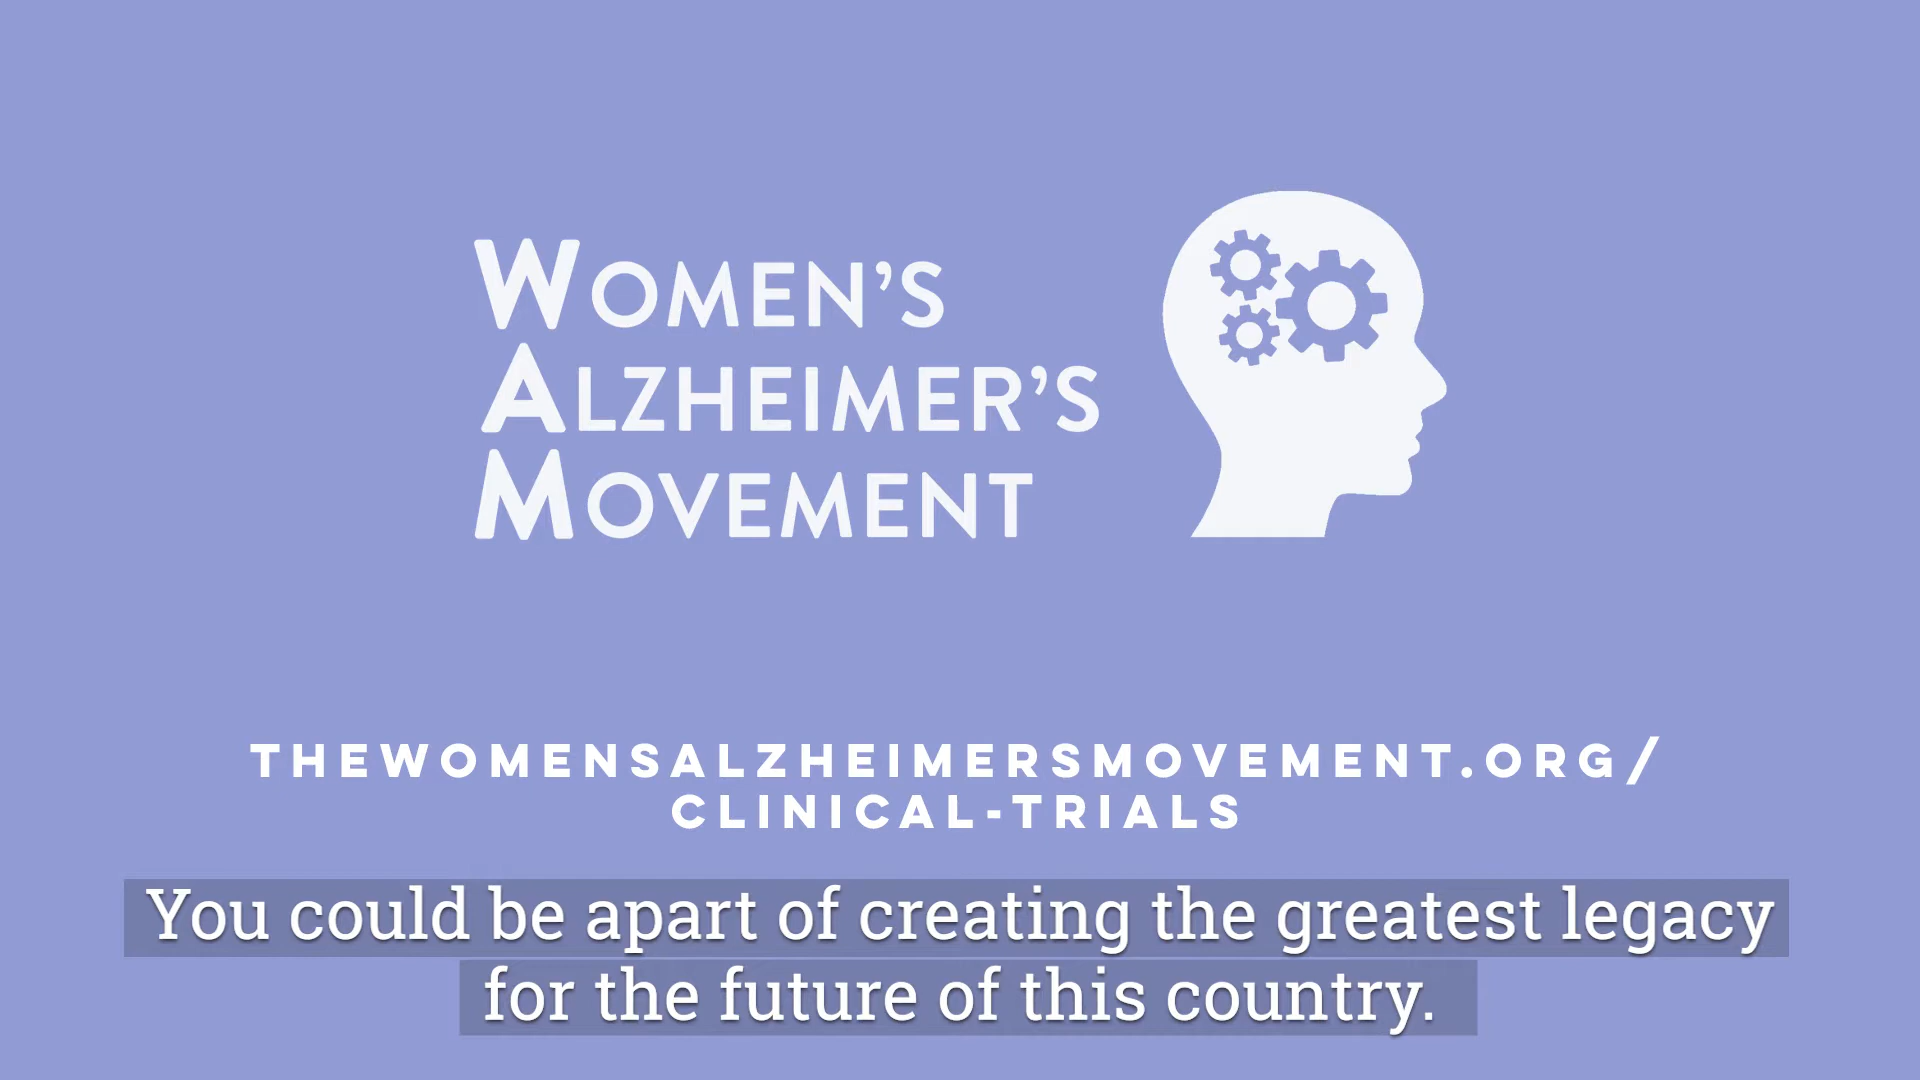 WOMEN’S
ALZHEIMER’S
MOVEMENT
THEWOMENSALZHEIMERSMOVEMENT.ORG/
CLINICAL-TRIALS
You could be apart of creating the greatest legacy
for the future of this country.